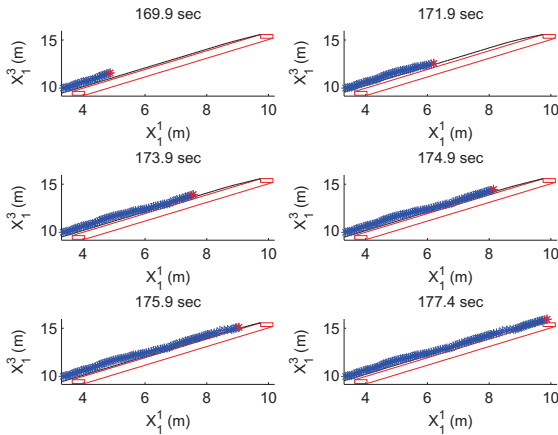 169.9 sec
171.9 sec
15
10
X₁³ (m)
4 6 8 10
X₁¹ (m)
15
10
X₁³ (m)
4 6 8 10
X₁¹ (m)
173.9 sec
174.9 sec
15
10
X₁³ (m)
4 6 8 10
X₁¹ (m)
15
10
X₁³ (m)
4 6 8 10
X₁¹ (m)
175.9 sec
177.4 sec
15
10
X₁³ (m)
4 6 8 10
X₁¹ (m)
15
10
X₁³ (m)
4 6 8 10
X₁¹ (m)